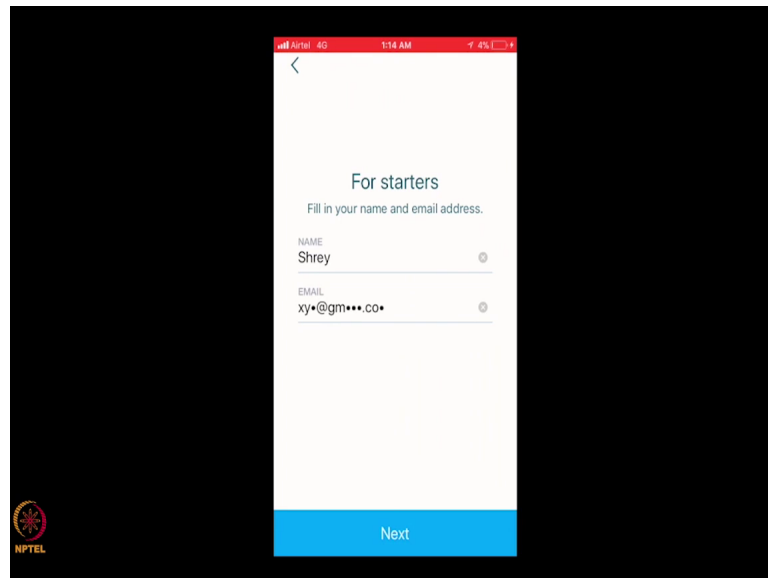 Airtel 4G 1:14 AM 4%
For starters
Fill in your name and email address.
NAME
Shrey
EMAIL
xy•@gm•••.co•
Next
NPTEL